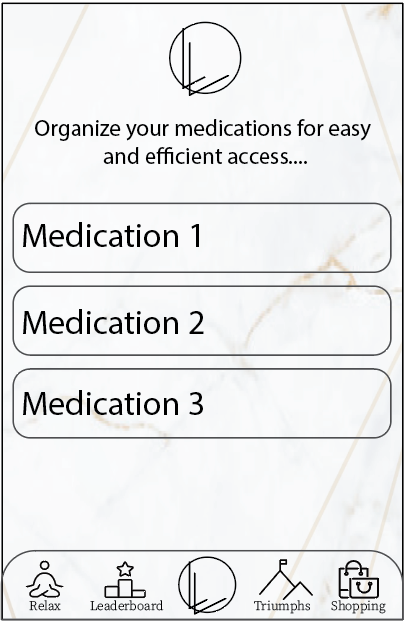 Organize your medications for easy
and efficient access....
Medication 1
Medication 2
Medication 3
Relax
Leaderboard
Triumphs
Shopping